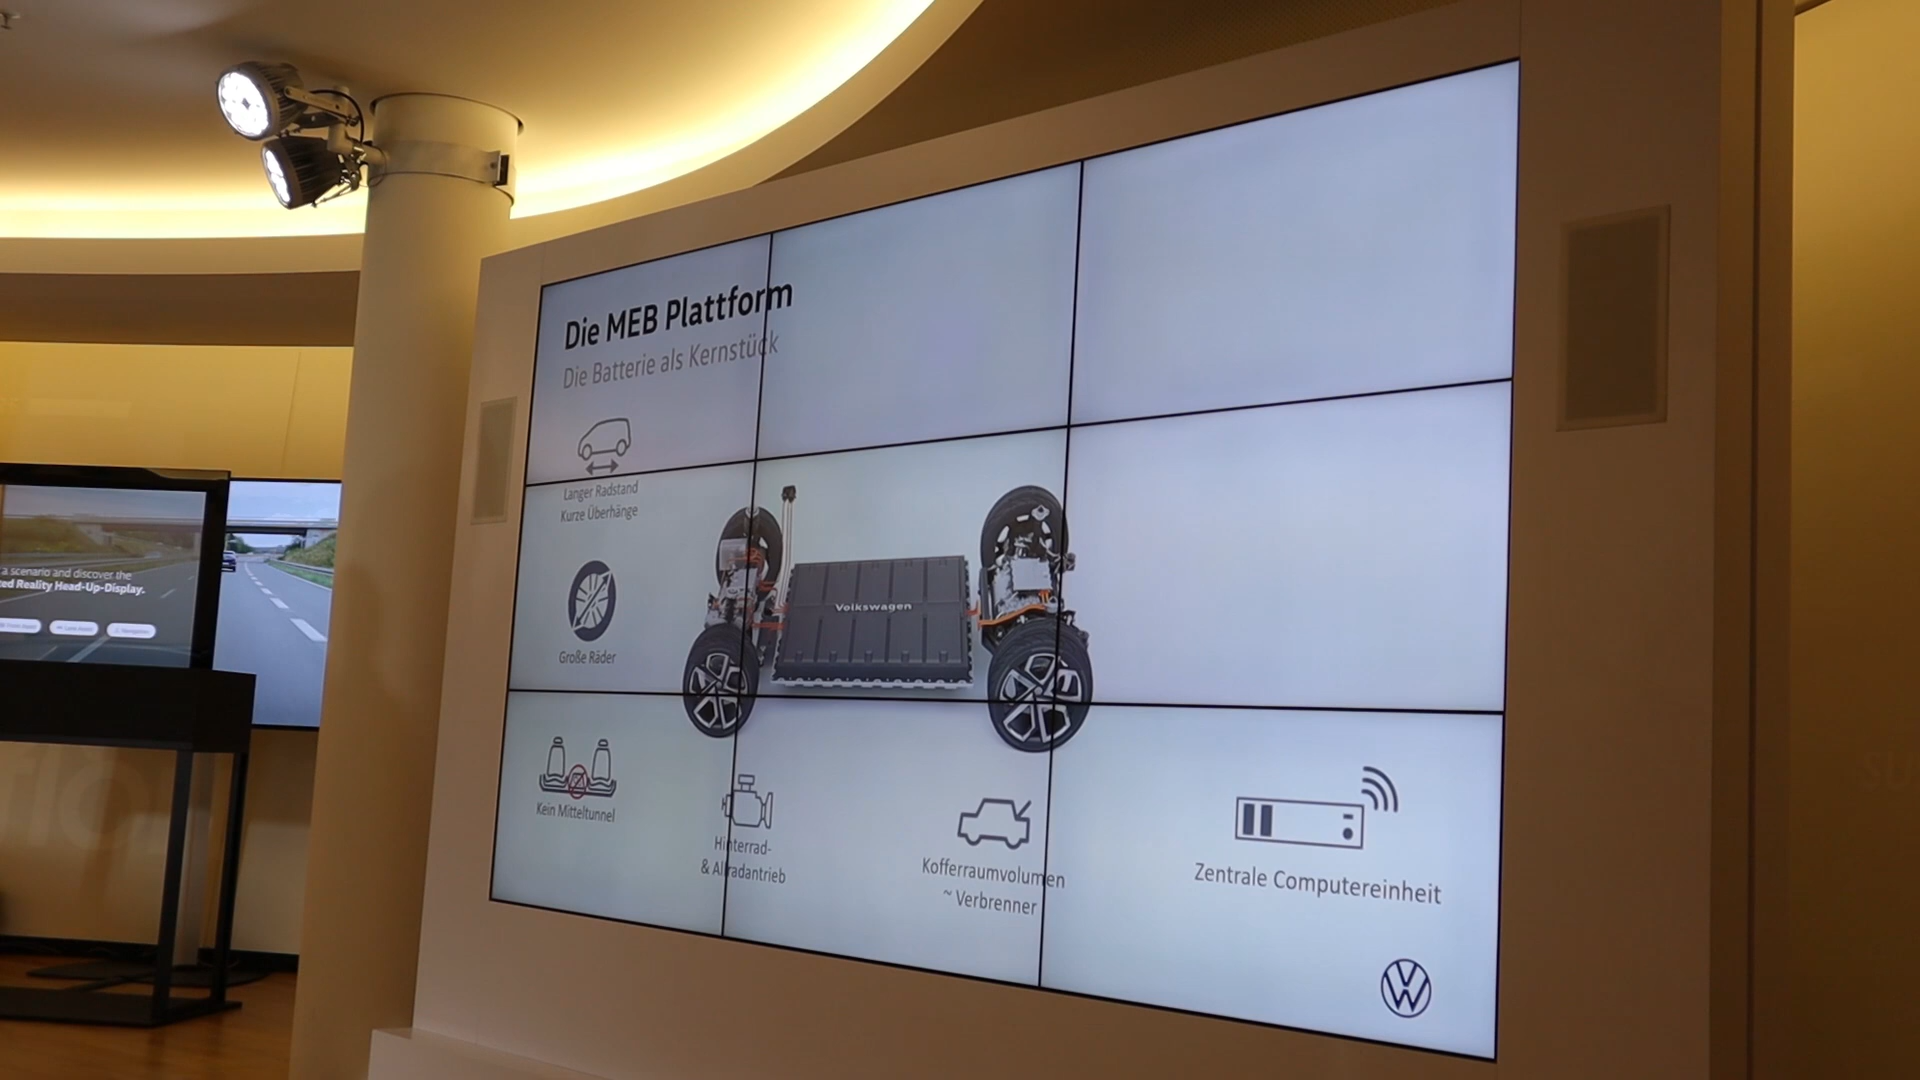 Die MEB Plattform
Die Batterie als Kernstück
Langer Radstand
Kurze Überhänge
Große Räder
Kein Mitteltunnel
Hinterrad-
& Allradantrieb
Kofferraumvolumen
~ Verbrenner
Zentrale Computereinheit
Volkswagen
VW
a scenario and discover the
Reality Head-Up-Display.